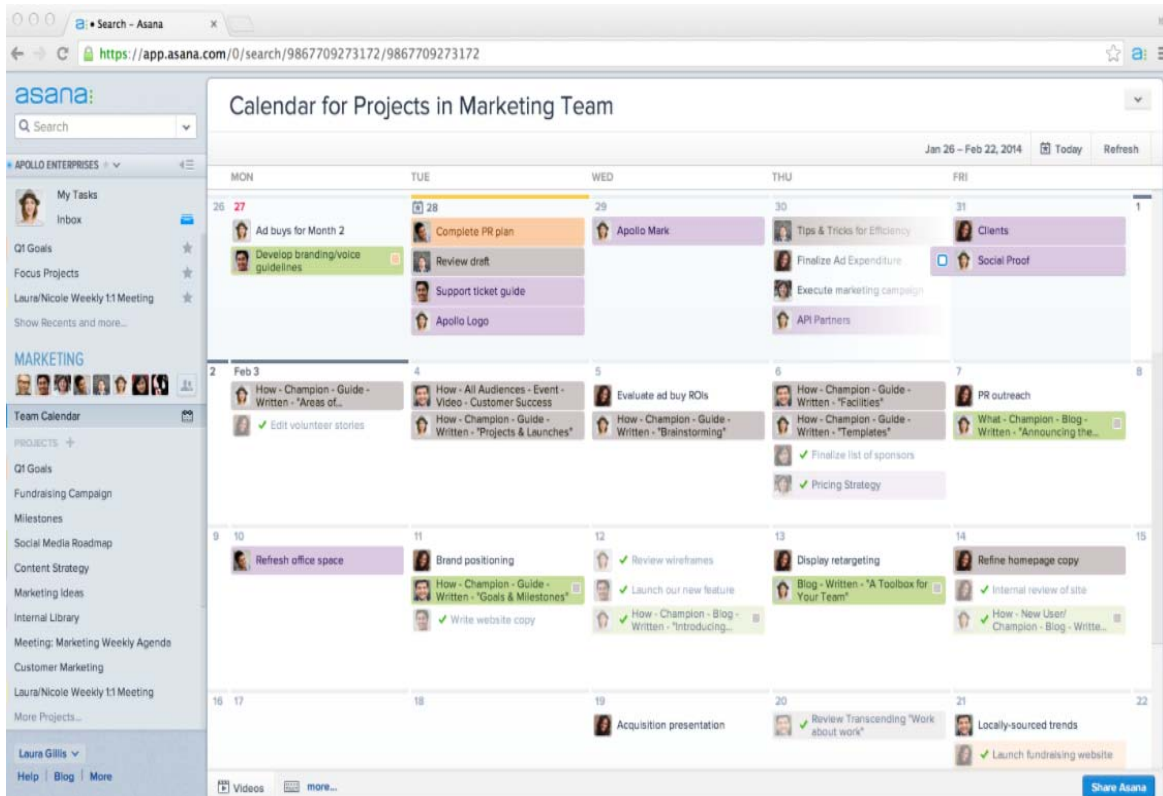 a: • Search - Asana
https://app.asana.com/0/search/9867709273172/9867709273172
asana:
Search
APOLLO ENTERPRISES
My Tasks
Inbox
Q1 Goals
Focus Projects
Laura/Nicole Weekly 1:1 Meeting
Show Recents and more...
MARKETING
Team Calendar
PROJECTS +
Q1 Goals
Fundraising Campaign
Milestones
Social Media Roadmap
Content Strategy
Marketing Ideas
Internal Library
Meeting: Marketing Weekly Agenda
Customer Marketing
Laura/Nicole Weekly 1:1 Meeting
More Projects...
Laura Gillis
Help | Blog | More
Calendar for Projects in Marketing Team
Jan 26 – Feb 22, 2014 Today Refresh
MON TUE WED THU FRI
26 27 28 29 30 31 1
Ad buys for Month 2
Develop branding/voice
guidelines
Complete PR plan
Review draft
Support ticket guide
Apollo Logo
Apollo Mark
Tips & Tricks for Efficiency
Finalize Ad Expenditure
Execute marketing campaign
API Partners
Clients
Social Proof
2 Feb 3 4 5 6 7 8
How - Champion - Guide -
Written - "Areas of...
Edit volunteer stories
How - All Audiences - Event -
Video - Customer Success
How - Champion - Guide -
Written - "Projects & Launches"
Evaluate ad buy ROIs
How - Champion - Guide -
Written - "Brainstorming"
How - Champion - Guide -
Written - "Facilities"
How - Champion - Guide -
Written - "Templates"
Finalize list of sponsors
Pricing Strategy
PR outreach
What - Champion - Blog -
Written - "Announcing the...
9 10 11 12 13 14 15
Refresh office space
Brand positioning
How - Champion - Guide -
Written - "Goals & Milestones"
Write website copy
Review wireframes
Launch our new feature
How - Champion - Blog -
Written - "Introducing...
Display retargeting
Blog - Written - "A Toolbox for
Your Team"
Refine homepage copy
Internal review of site
How - New User/
Champion - Blog - Writte...
16 17 18 19 20 21 22
Acquisition presentation
Review Transcending "Work
about work"
Locally-sourced trends
Launch fundraising website
Videos more...
Share Asana